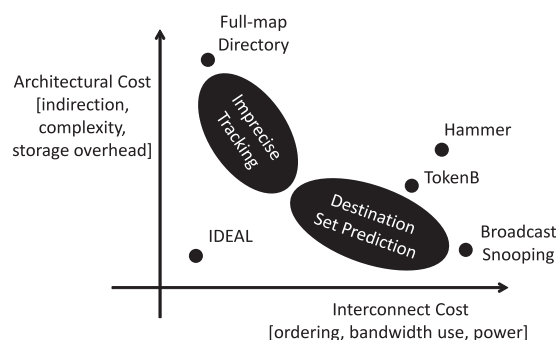 Full-map
Directory
Architectural Cost
[indirection,
complexity,
storage overhead]
Imprecise
Tracking
Hammer
TokenB
Destination
Set Prediction
IDEAL
Broadcast
Snooping
Interconnect Cost
[ordering, bandwidth use, power]